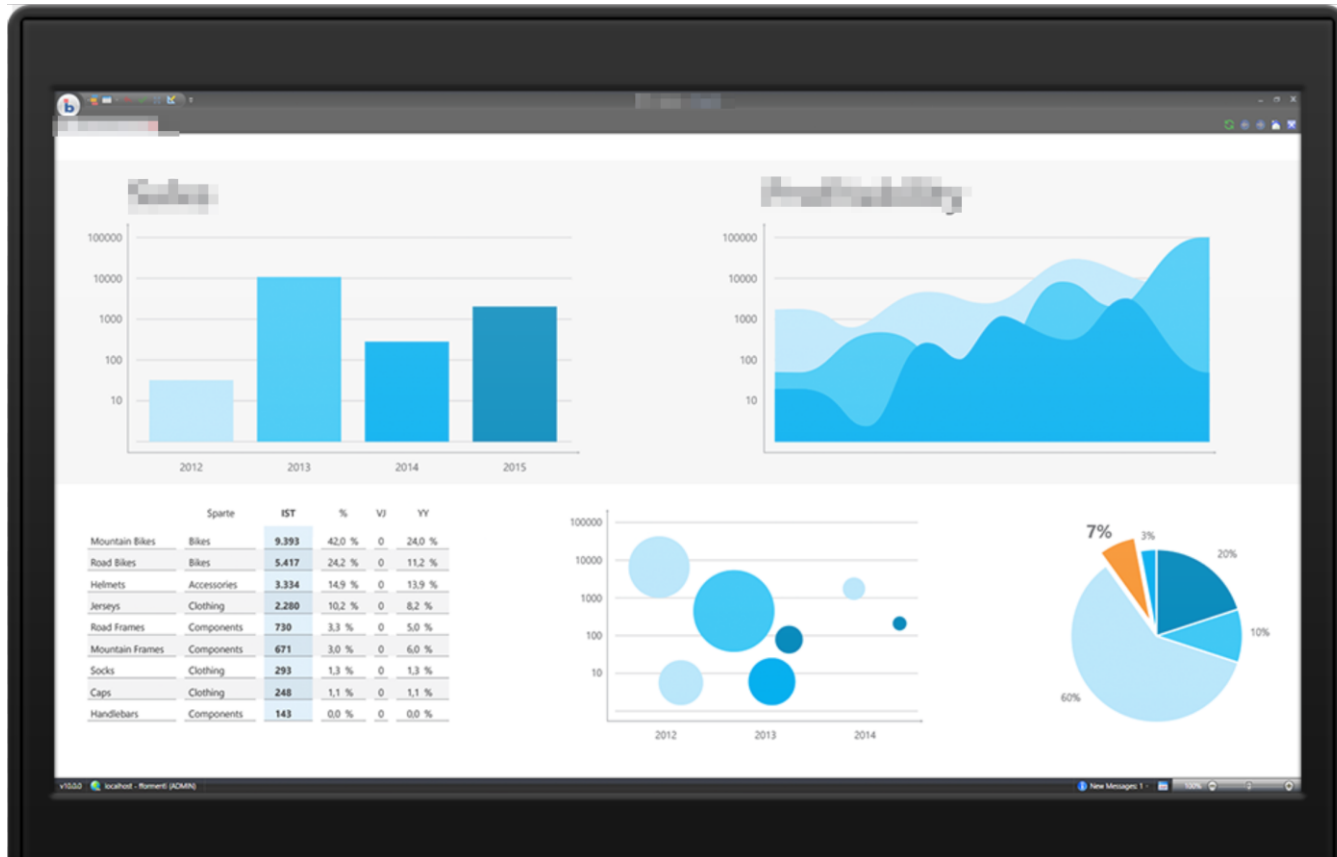 100000
10000
1000
100
10
2012 2013 2014 2015
100000
10000
1000
100
10
Sparte IST % VJ YY
Mountain Bikes Bikes 9.393 42,0 % 0 24,0 %
Road Bikes Bikes 5.417 24,2 % 0 11,2 %
Helmets Accessories 3.334 14,9 % 0 13,9 %
Jerseys Clothing 2.280 10,2 % 0 8,2 %
Road Frames Components 730 3,3 % 0 5,0 %
Mountain Frames Components 671 3,0 % 0 6,0 %
Socks Clothing 293 1,3 % 0 1,3 %
Caps Clothing 248 1,1 % 0 1,1 %
Handlebars Components 143 0,0 % 0 0,0 %
100000
10000
1000
100
10
2012 2013 2014
7% 3%
20%
10%
60%
v10.0.0 localhost - fformenti (ADMIN) New Messages: 1 - 100%